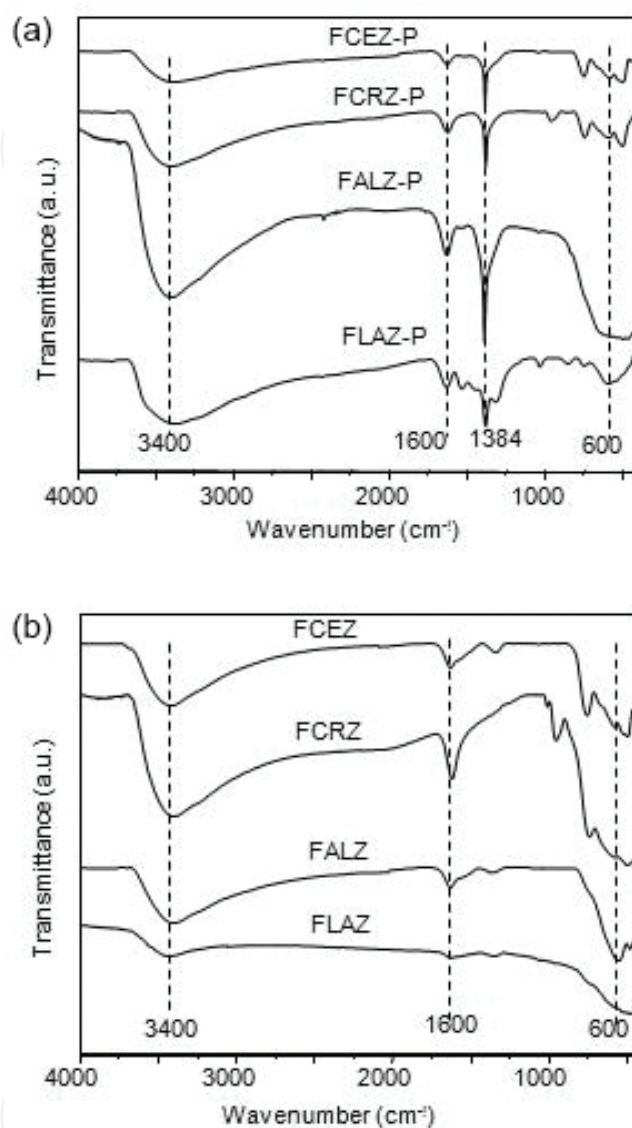 (a)
FCEZ-P
FCRZ-P
FALZ-P
FLAZ-P
Transmittance (a.u.)
3400
1600
1384
600
4000
3000
2000
1000
Wavenumber (cm⁻¹)
(b)
FCEZ
FCRZ
FALZ
FLAZ
Transmittance (a.u.)
3400
1600
600
4000
3000
2000
1000
Wavenumber (cm⁻¹)